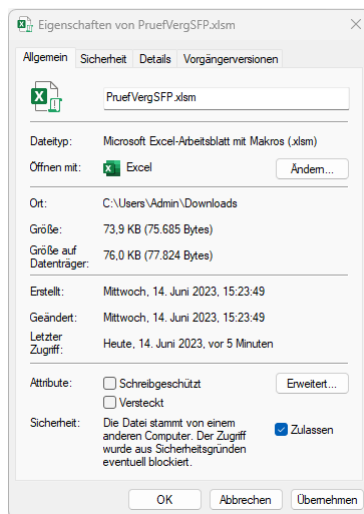 Eigenschaften von PruefVergSFP.xlsm
Allgemein Sicherheit Details Vorgängerversionen
PruefVergSFP.xlsm
Dateityp: Microsoft Excel-Arbeitsblatt mit Makros (.xlsm)
Öffnen mit: Excel Ändern...
Ort: C:\Users\Admin\Downloads
Größe: 73,9 KB (75.685 Bytes)
Größe auf
Datenträger: 76,0 KB (77.824 Bytes)
Erstellt: Mittwoch, 14. Juni 2023, 15:23:49
Geändert: Mittwoch, 14. Juni 2023, 15:23:49
Letzter
Zugriff: Heute, 14. Juni 2023, vor 5 Minuten
Attribute: Schreibgeschützt Erweitert...
Versteckt
Sicherheit: Die Datei stammt von einem
anderen Computer. Der Zugriff
wurde aus Sicherheitsgründen
eventuell blockiert.
Zulassen
OK Abbrechen Übernehmen